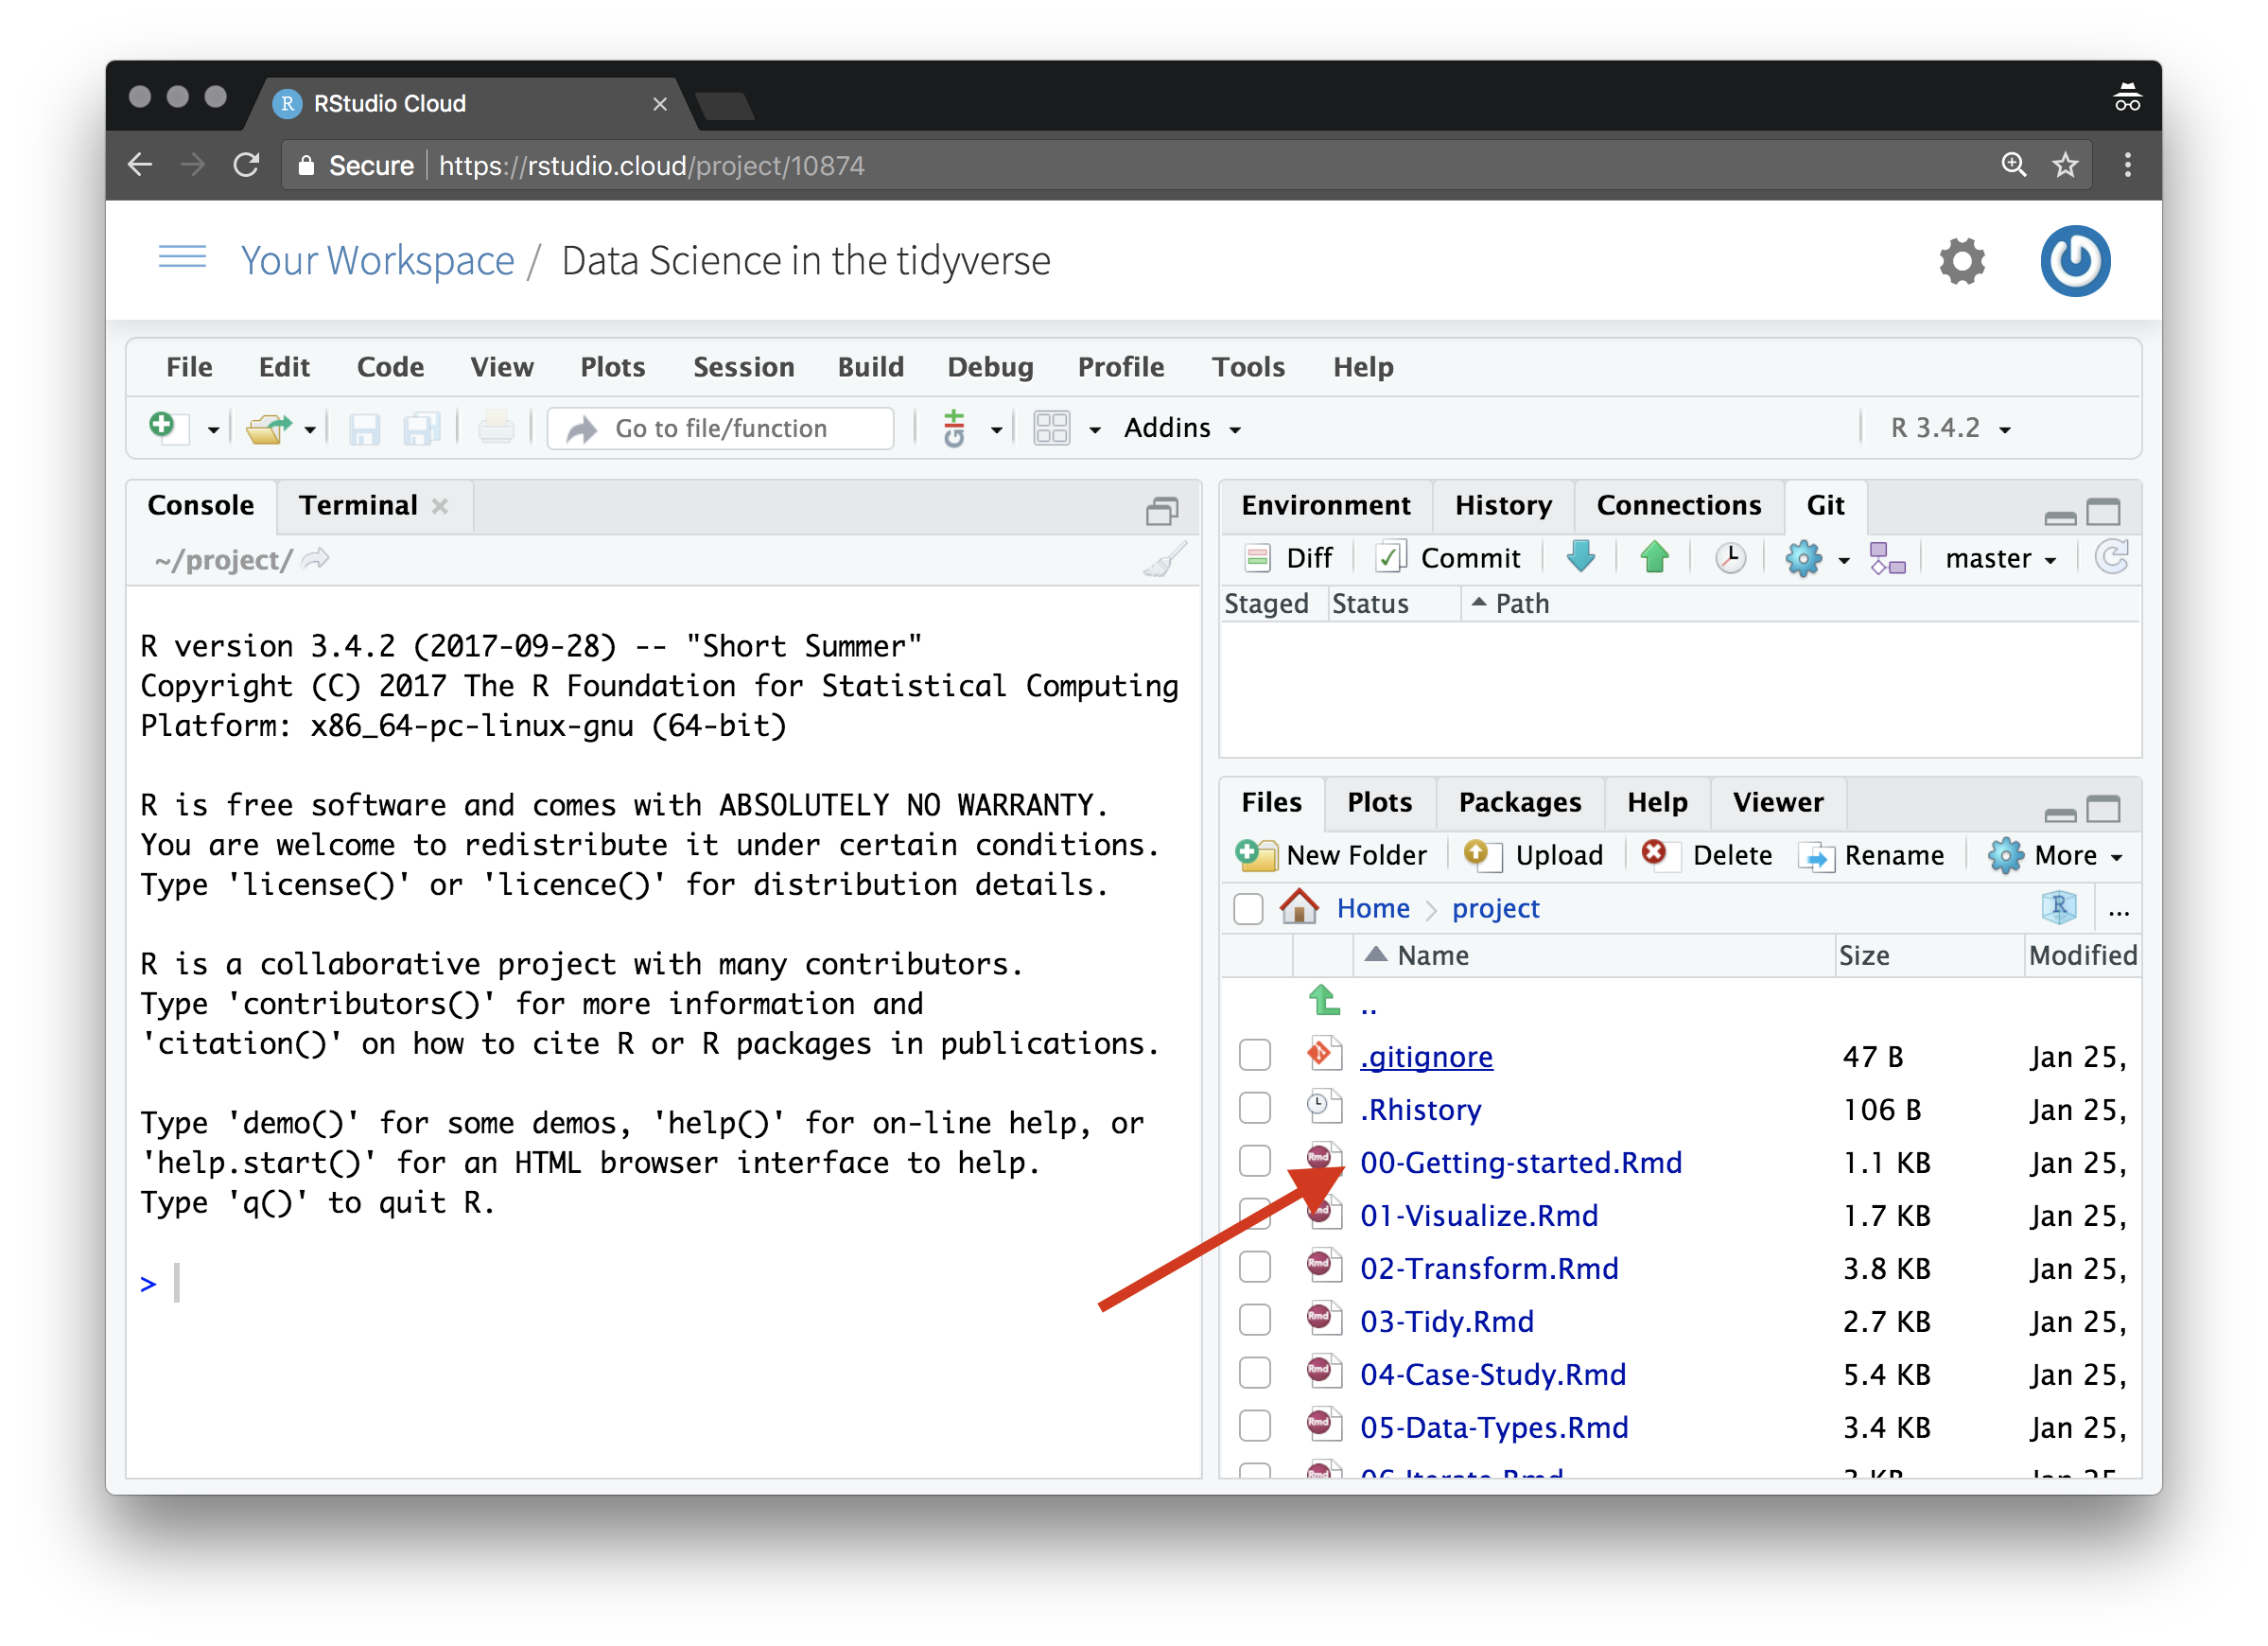 RStudio Cloud
Secure https://rstudio.cloud/project/10874
Your Workspace / Data Science in the tidyverse
File Edit Code View Plots Session Build Debug Profile Tools Help
Go to file/function Addins R 3.4.2
Console Terminal
~/project/
R version 3.4.2 (2017-09-28) -- "Short Summer"
Copyright (C) 2017 The R Foundation for Statistical Computing
Platform: x86_64-pc-linux-gnu (64-bit)
R is free software and comes with ABSOLUTELY NO WARRANTY.
You are welcome to redistribute it under certain conditions.
Type 'license()' or 'licence()' for distribution details.
R is a collaborative project with many contributors.
Type 'contributors()' for more information and
'citation()' on how to cite R or R packages in publications.
Type 'demo()' for some demos, 'help()' for on-line help, or
'help.start()' for an HTML browser interface to help.
Type 'q()' to quit R.
>
Environment History Connections Git
Diff Commit master
Staged Status Path
Files Plots Packages Help Viewer
New Folder Upload Delete Rename More
Home project ...
Name Size Modified
..
.gitignore 47 B Jan 25,
.Rhistory 106 B Jan 25,
00-Getting-started.Rmd 1.1 KB Jan 25,
01-Visualize.Rmd 1.7 KB Jan 25,
02-Transform.Rmd 3.8 KB Jan 25,
03-Tidy.Rmd 2.7 KB Jan 25,
04-Case-Study.Rmd 5.4 KB Jan 25,
05-Data-Types.Rmd 3.4 KB Jan 25,
06-Iterate.Rmd 3 KB Jan 25,